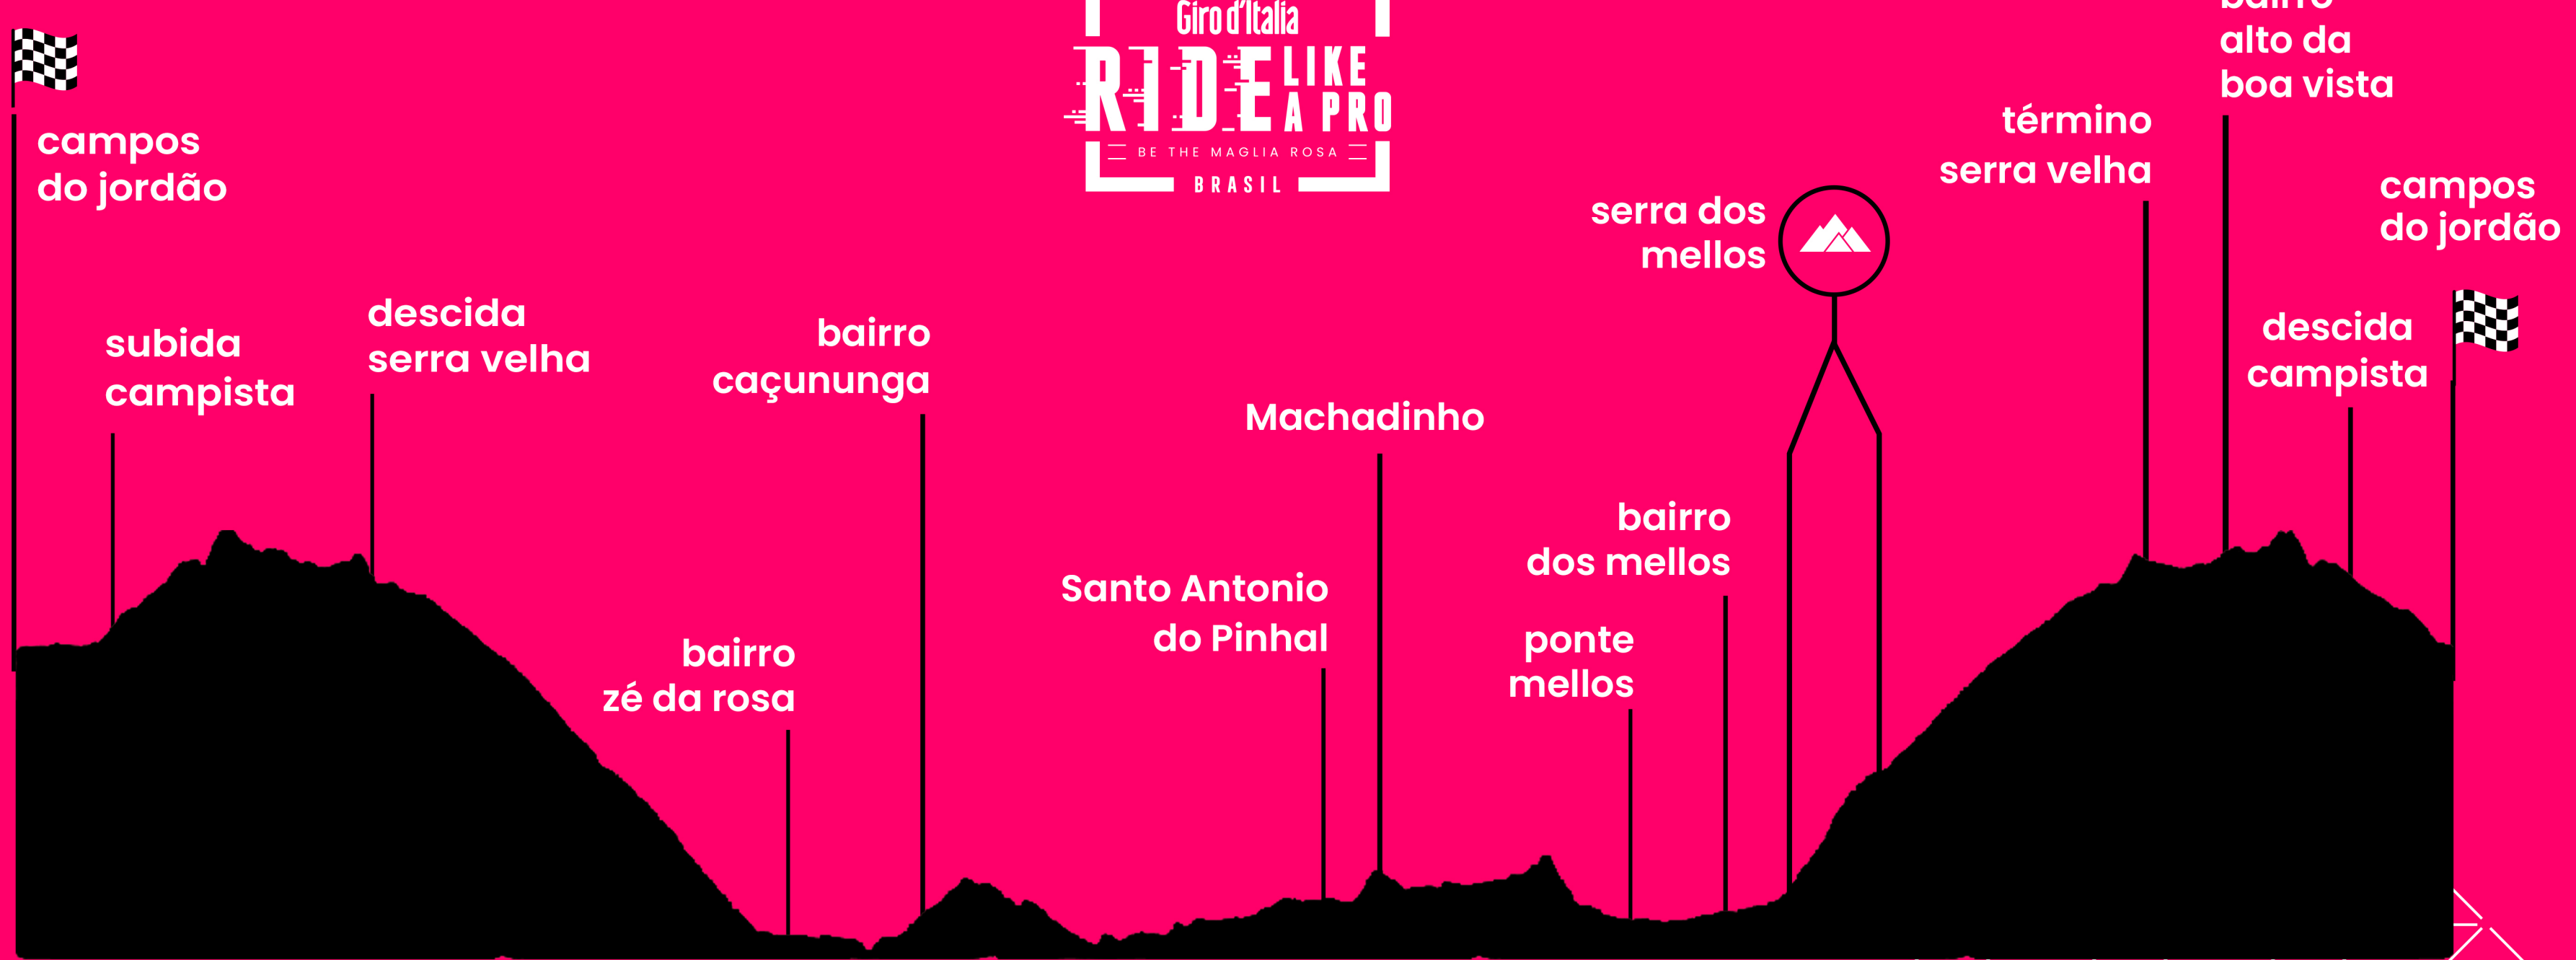 Giro d'Italia
RIDE LIKE
A PRO
BE THE MAGLIA ROSA
BRASIL
campos
do jordão
subida
campista
descida
serra velha
bairro
zé da rosa
bairro
caçununga
Santo Antonio
do Pinhal
Machadinho
ponte
mellos
bairro
dos mellos
serra dos
mellos
término
serra velha
bairro
alto da
boa vista
descida
campista
campos
do jordão